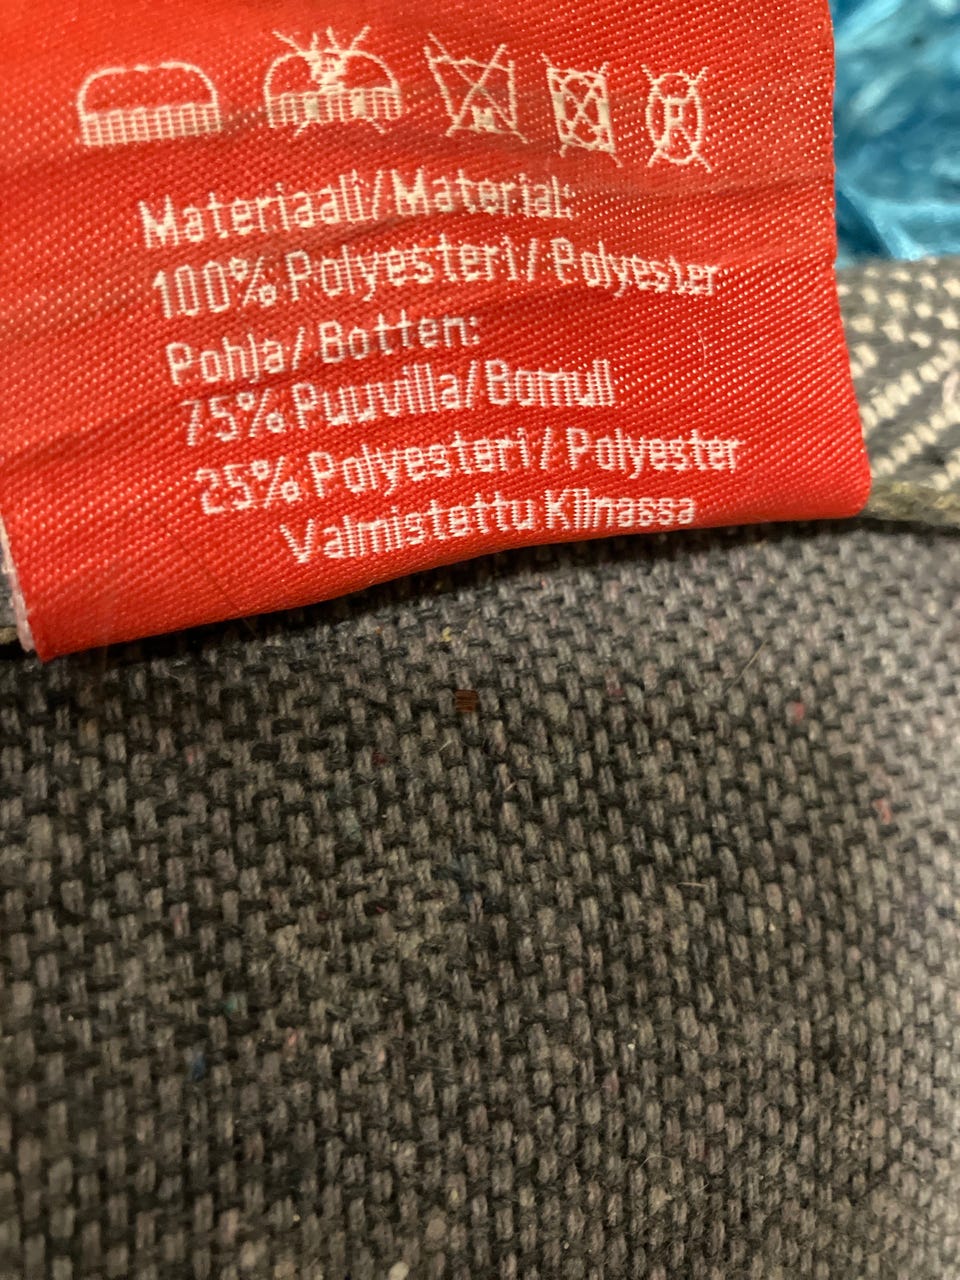 Materiaali/Material:
100% Polyesteri/Polyester
Pohja/Botten:
75% Puuvilla/Bomull
25% Polyesteri/Polyester
Valmistettu Kiinassa